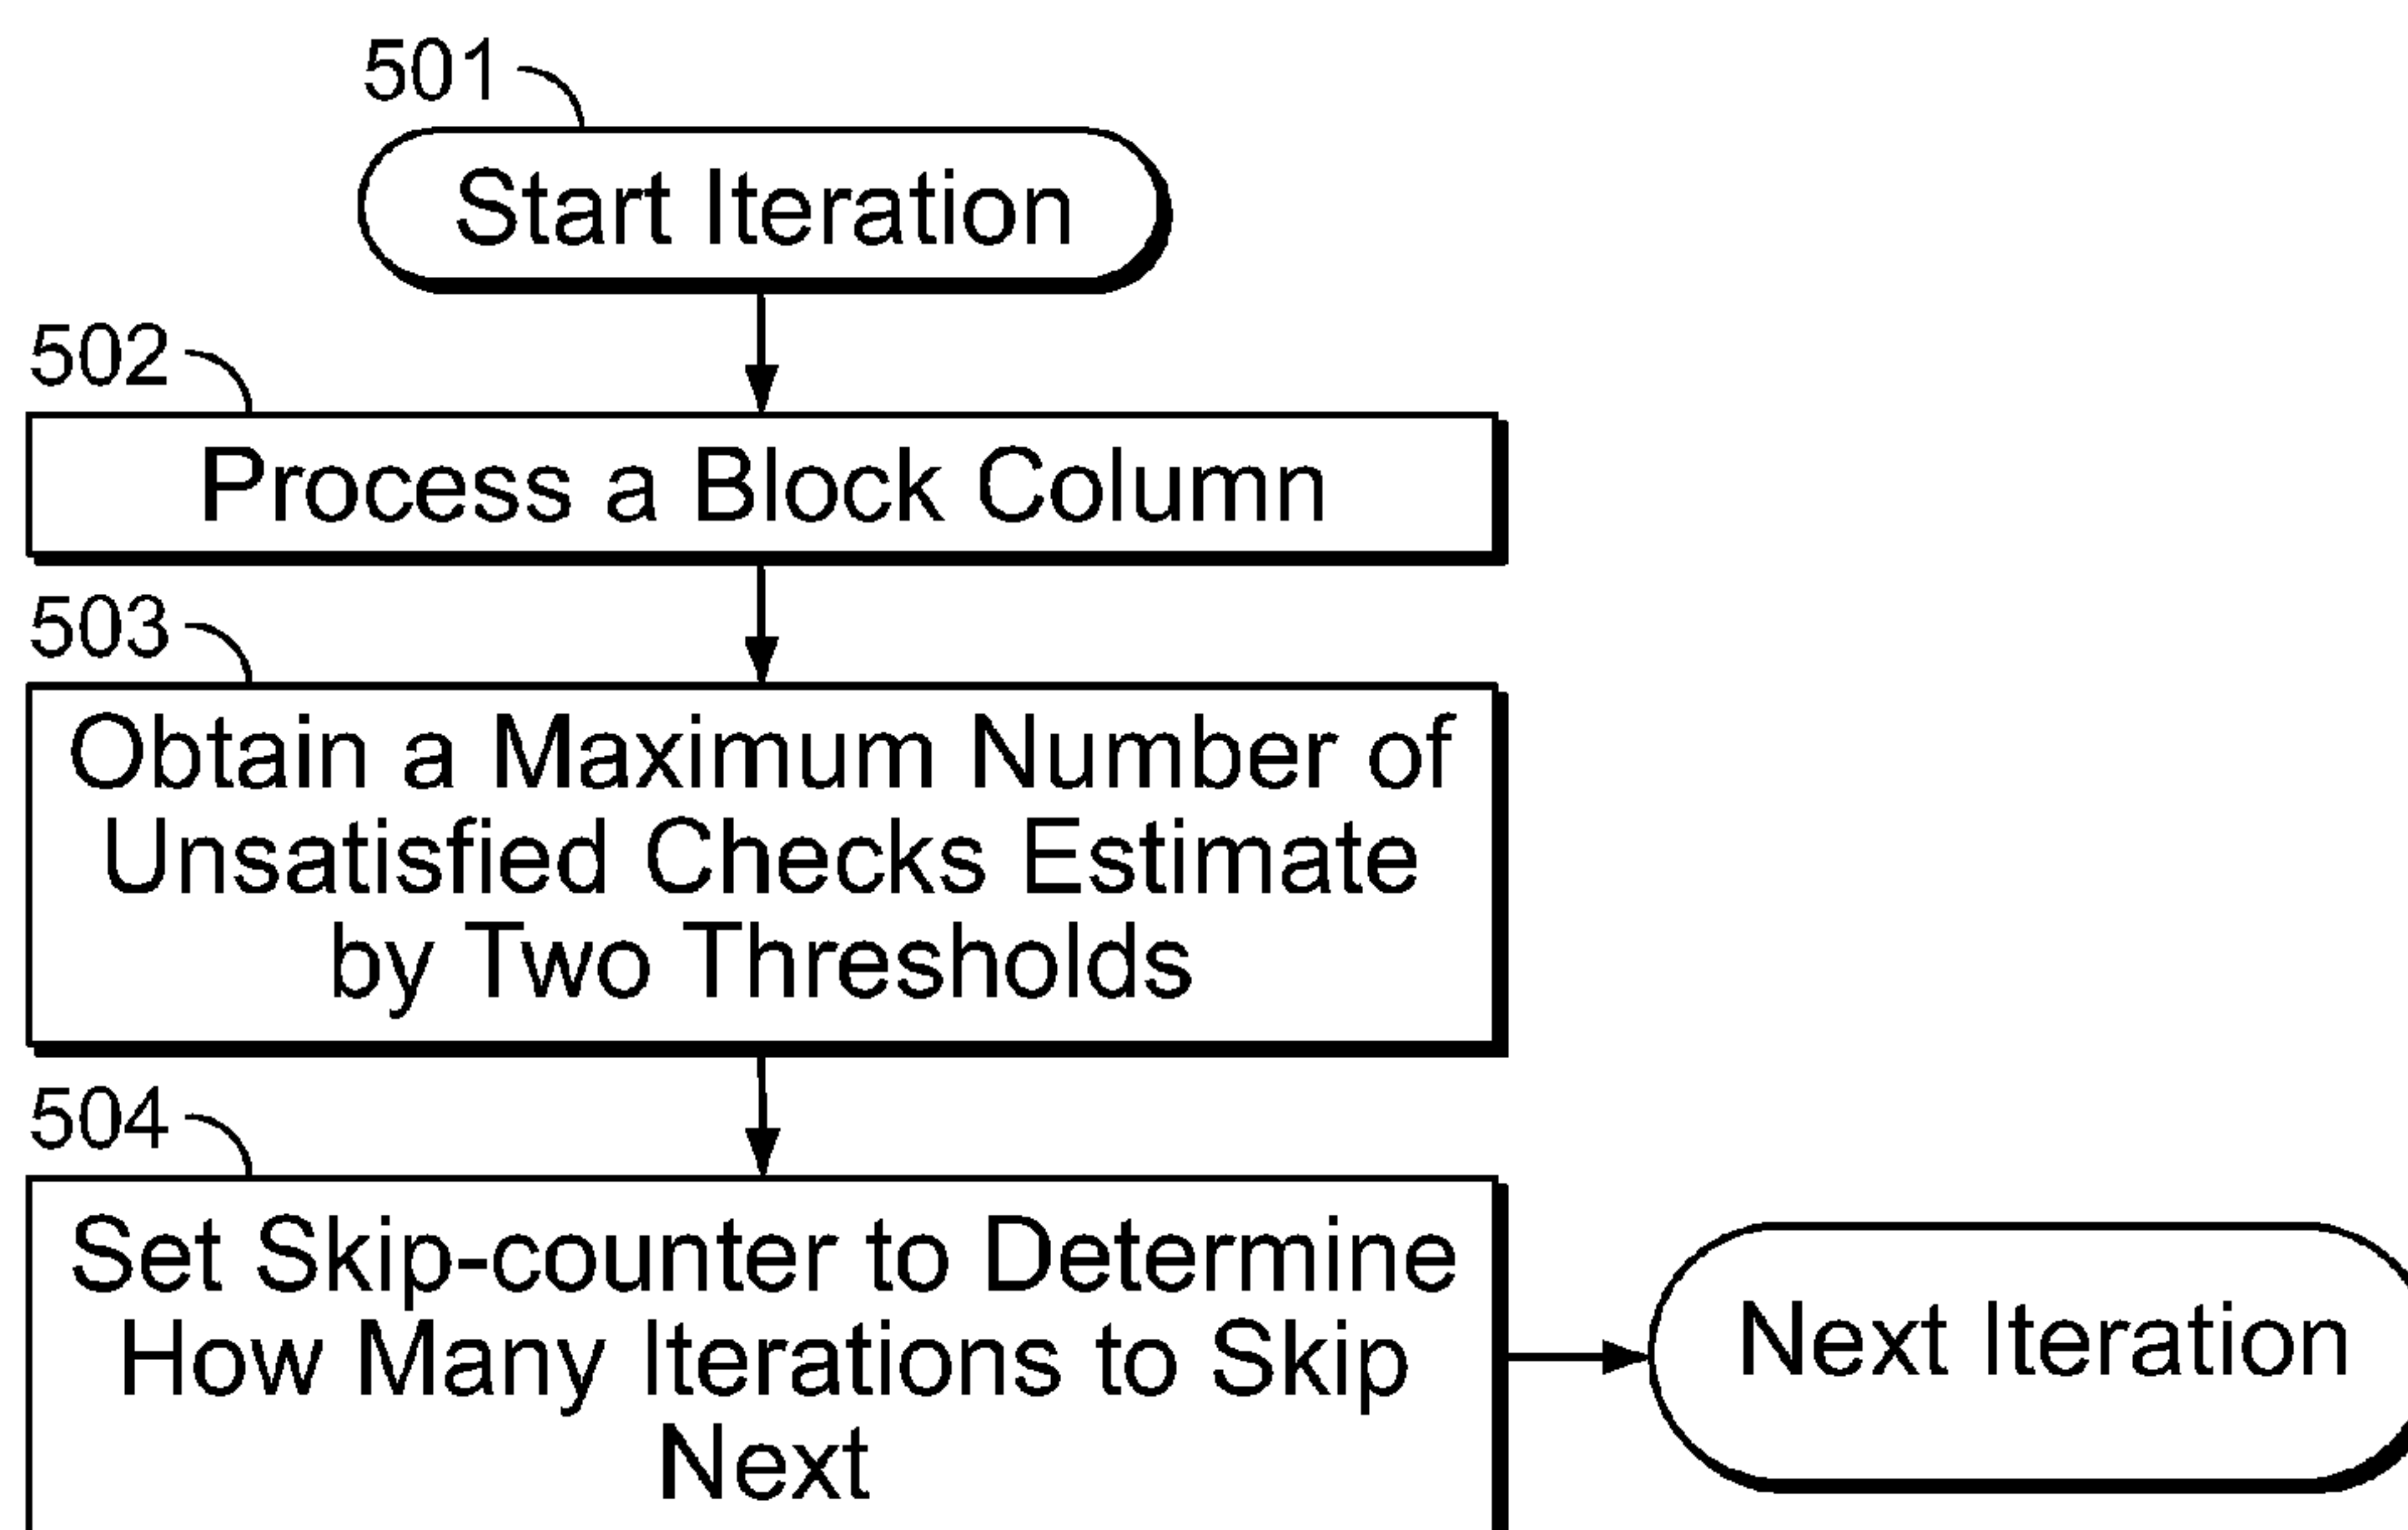 501
Start Iteration
502
Process a Block Column
503
Obtain a Maximum Number of
Unsatisfied Checks Estimate
by Two Thresholds
504
Set Skip-counter to Determine
How Many Iterations to Skip
Next
Next Iteration